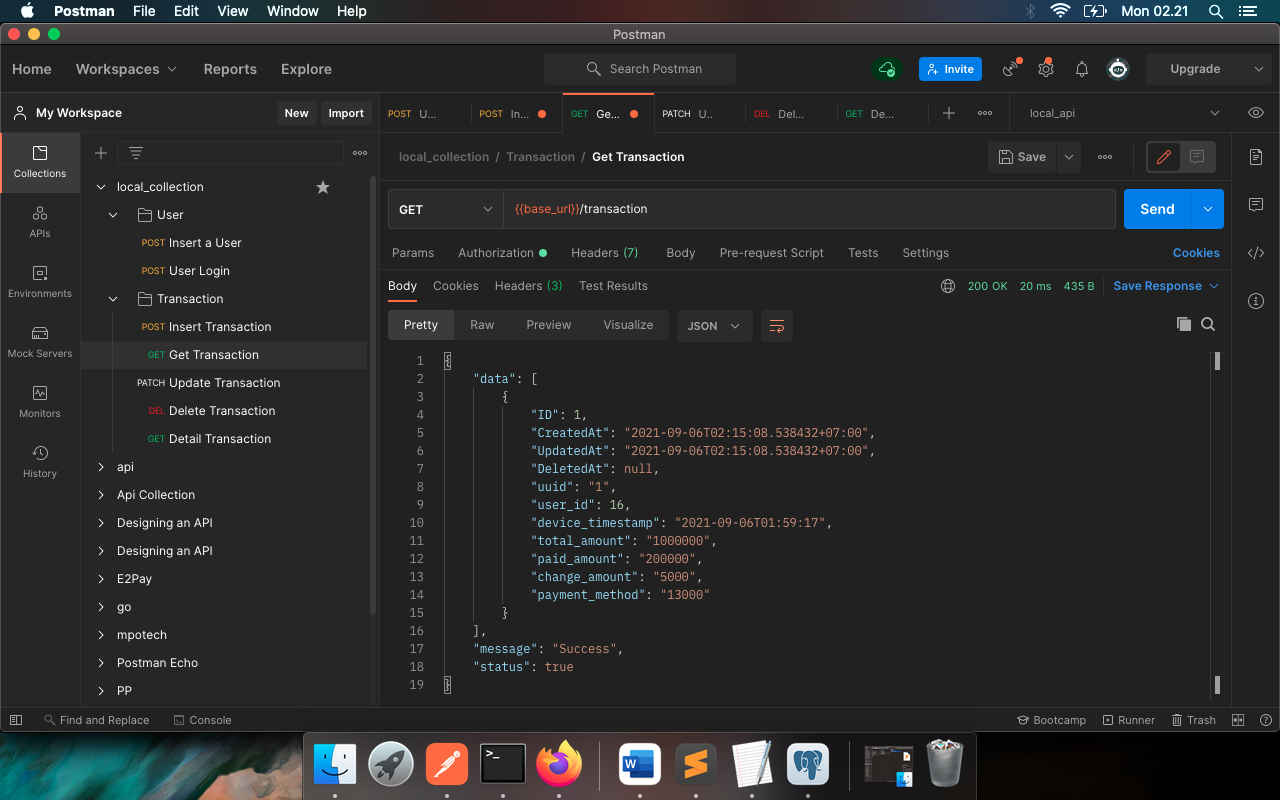 Postman File Edit View Window Help Mon 02.21
Postman
Home Workspaces Reports Explore Search Postman Invite Upgrade
My Workspace New Import
POST U... POST In... GET Ge... PATCH U.. DEL Del... GET De... local_api
local_collection / Transaction / Get Transaction Save
GET {{base_url}}/transaction Send
Params Authorization Headers (7) Body Pre-request Script Tests Settings Cookies
Body Cookies Headers (3) Test Results 200 OK 20 ms 435 B Save Response
Pretty Raw Preview Visualize JSON
Collections
APIs
Environments
Mock Servers
Monitors
History
local_collection
User
POST Insert a User
POST User Login
Transaction
POST Insert Transaction
GET Get Transaction
PATCH Update Transaction
DEL Delete Transaction
GET Detail Transaction
api
Api Collection
Designing an API
Designing an API
E2Pay
go
mpotech
Postman Echo
PP
1 {
2 "data": [
3 {
4 "ID": 1,
5 "CreatedAt": "2021-09-06T02:15:08.538432+07:00",
6 "UpdatedAt": "2021-09-06T02:15:08.538432+07:00",
7 "DeletedAt": null,
8 "uuid": "1",
9 "user_id": 16,
10 "device_timestamp": "2021-09-06T01:59:17",
11 "total_amount": "1000000",
12 "paid_amount": "200000",
13 "change_amount": "5000",
14 "payment_method": "13000"
15 }
16 ],
17 "message": "Success",
18 "status": true
19 }
Find and Replace Console Bootcamp Runner Trash
>_
W